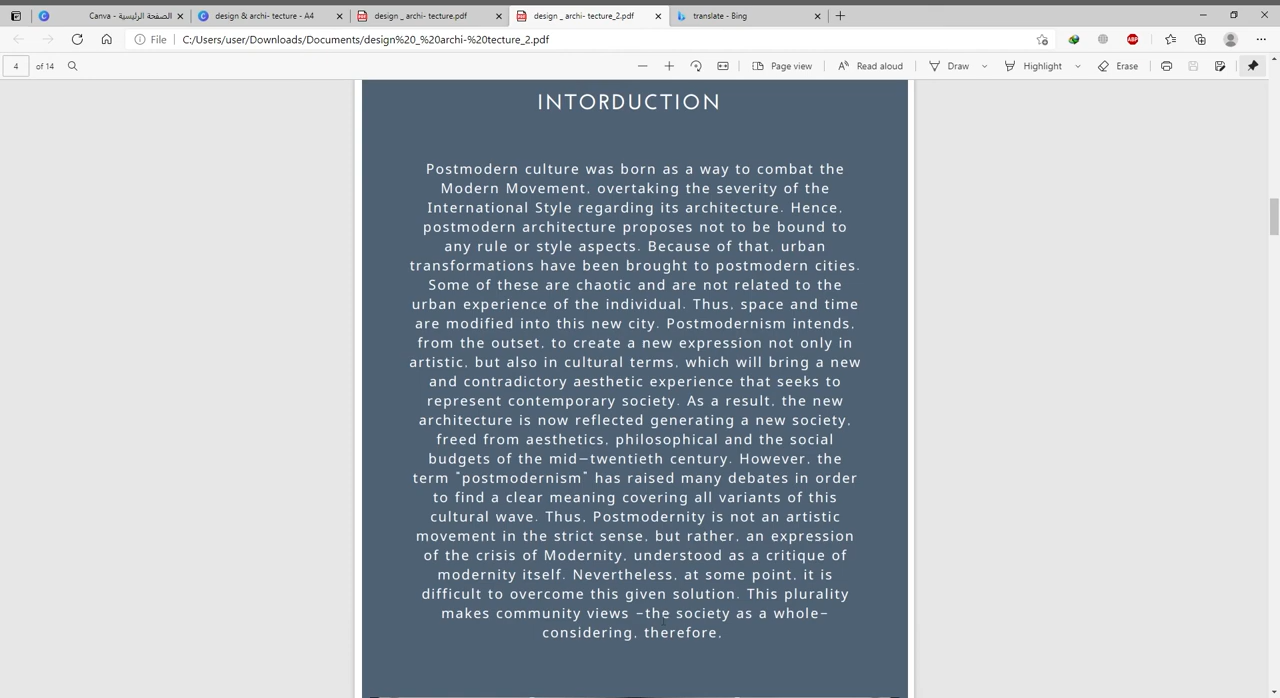 Canva - الصفحة الرئيسية
design & archi- tecture - A4
design _ archi- tecture.pdf
design _ archi- tecture_2.pdf
translate - Bing
File
C:/Users/user/Downloads/Documents/design%20_%20archi-%20tecture_2.pdf
ABP
4 of 14
Page view
Read aloud
Draw
Highlight
Erase
INTORDUCTION
Postmodern culture was born as a way to combat the
Modern Movement, overtaking the severity of the
International Style regarding its architecture. Hence,
postmodern architecture proposes not to be bound to
any rule or style aspects. Because of that, urban
transformations have been brought to postmodern cities.
Some of these are chaotic and are not related to the
urban experience of the individual. Thus, space and time
are modified into this new city. Postmodernism intends,
from the outset, to create a new expression not only in
artistic, but also in cultural terms, which will bring a new
and contradictory aesthetic experience that seeks to
represent contemporary society. As a result, the new
architecture is now reflected generating a new society,
freed from aesthetics, philosophical and the social
budgets of the mid–twentieth century. However, the
term "postmodernism" has raised many debates in order
to find a clear meaning covering all variants of this
cultural wave. Thus, Postmodernity is not an artistic
movement in the strict sense, but rather, an expression
of the crisis of Modernity, understood as a critique of
modernity itself. Nevertheless, at some point, it is
difficult to overcome this given solution. This plurality
makes community views –the society as a whole–
considering, therefore,